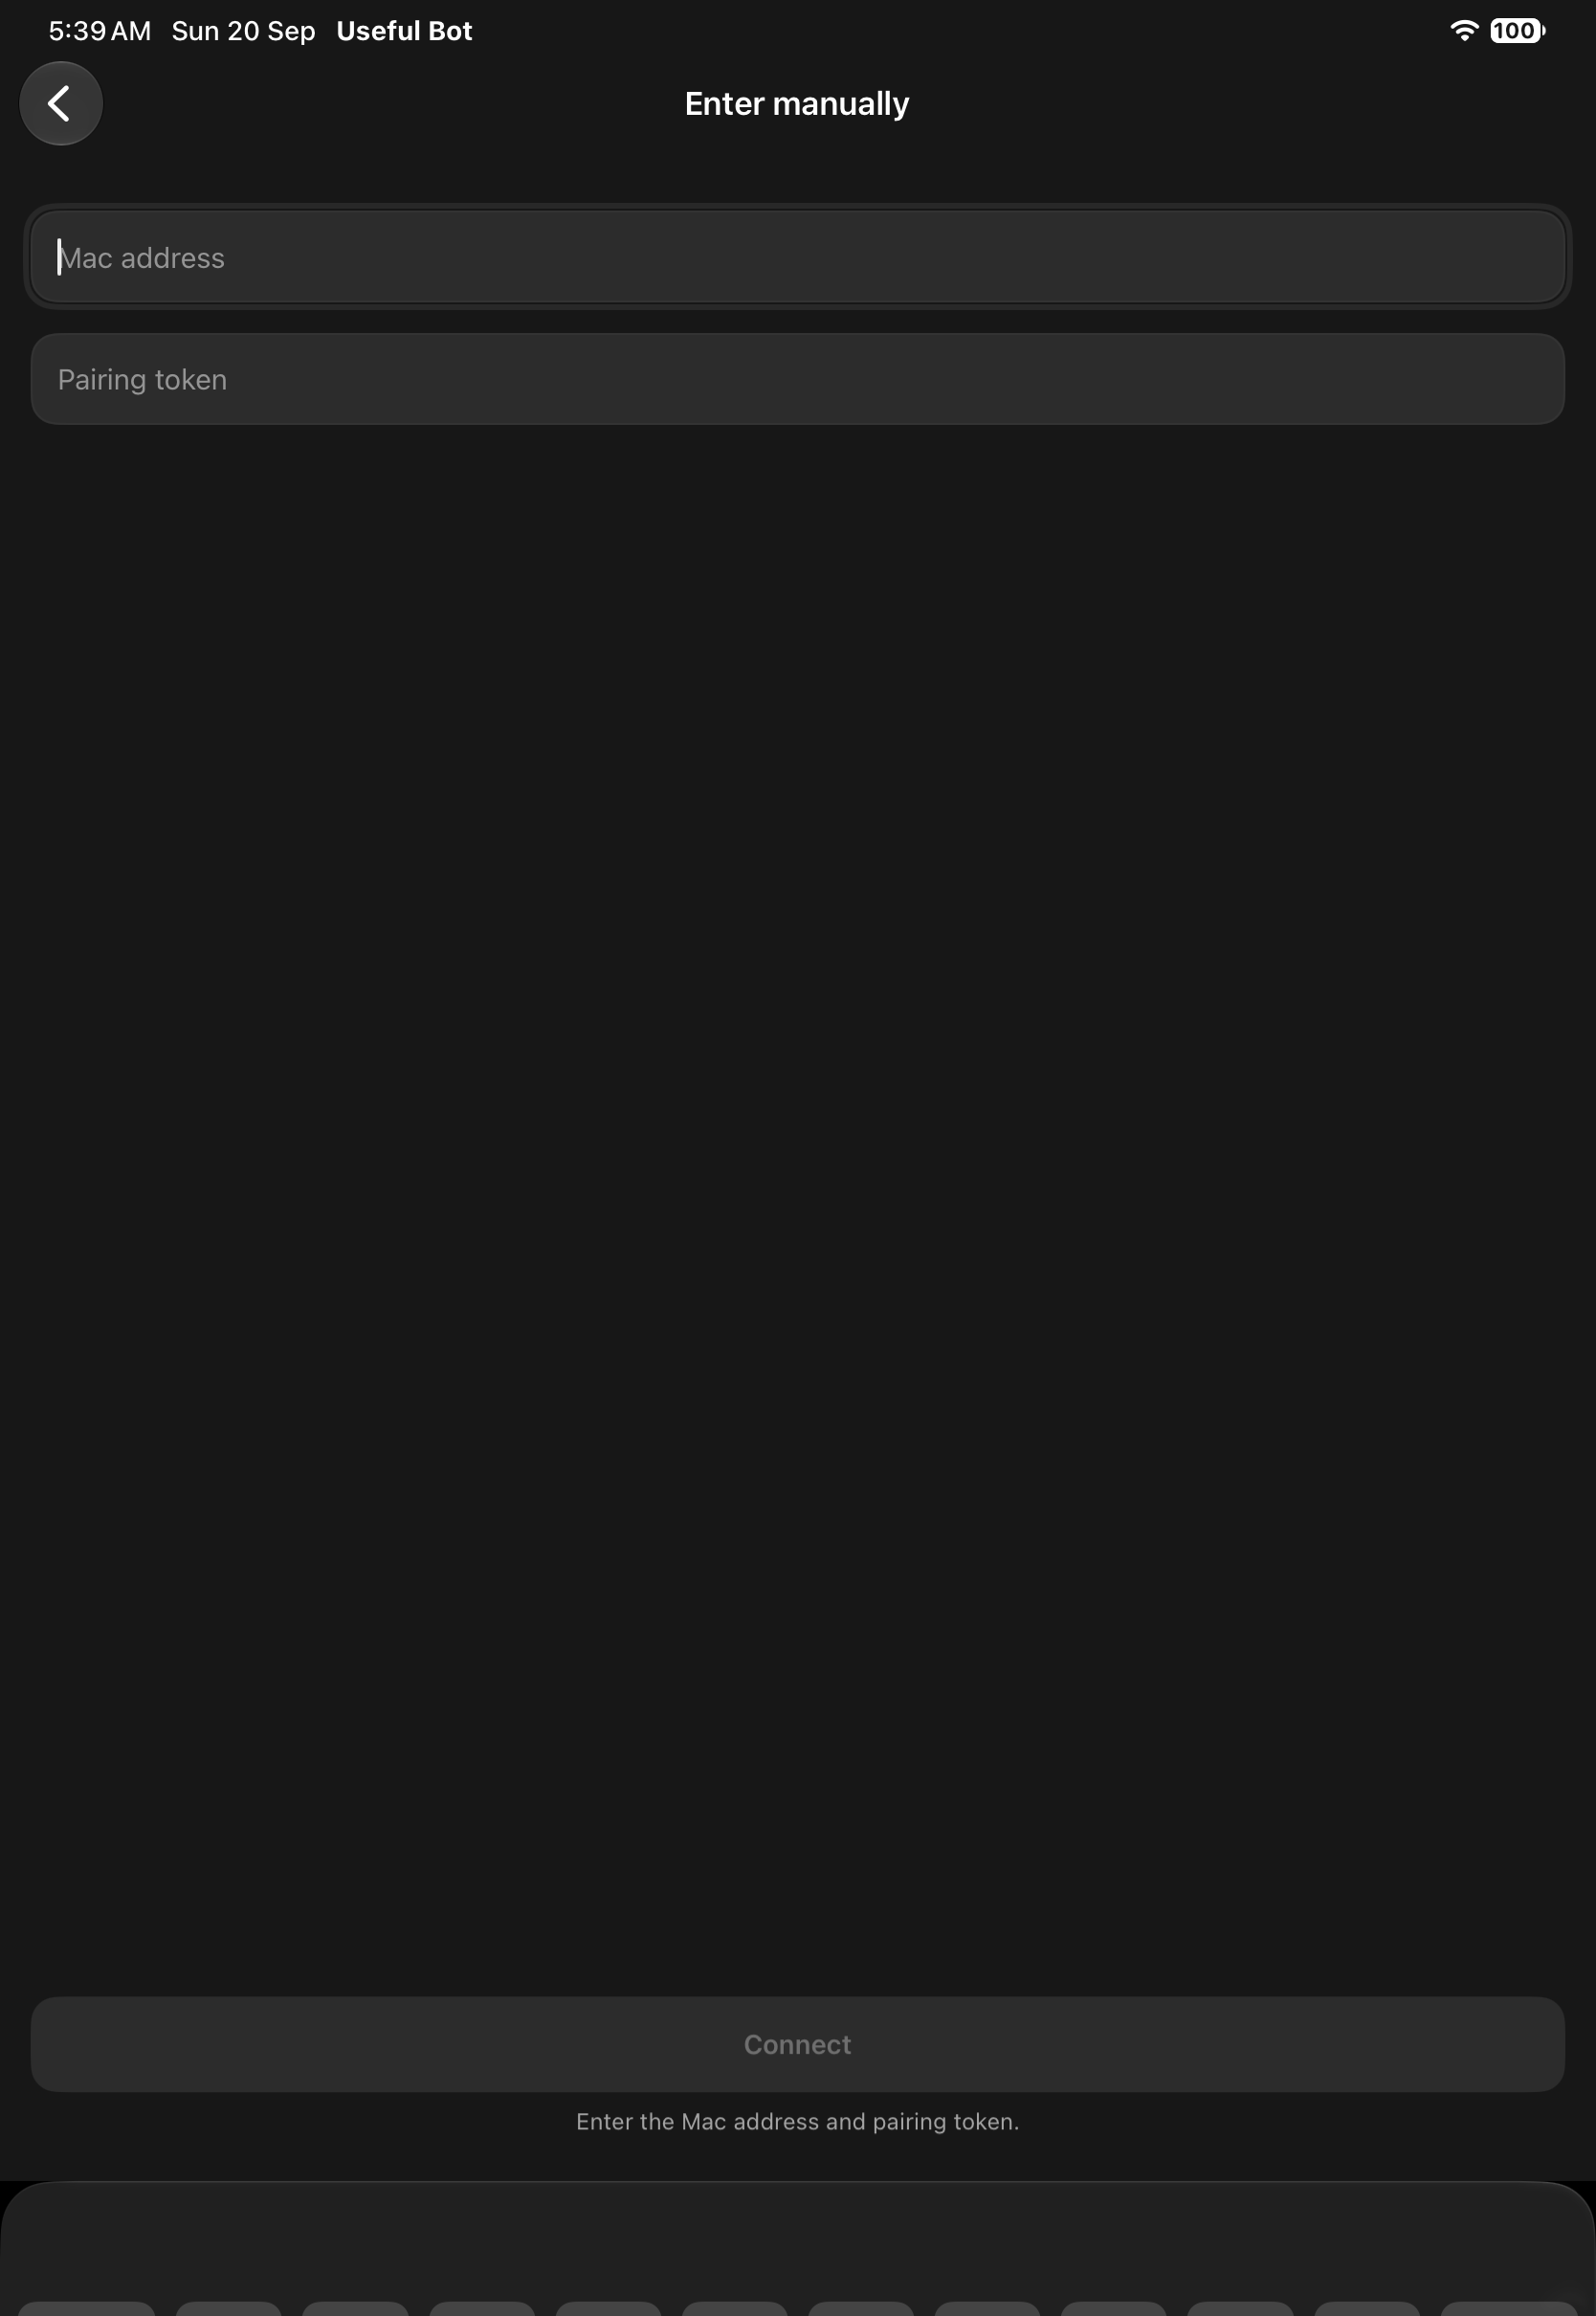 5:39 AM Sun 20 Sep Useful Bot 100
Enter manually
Mac address
Pairing token
Connect
Enter the Mac address and pairing token.